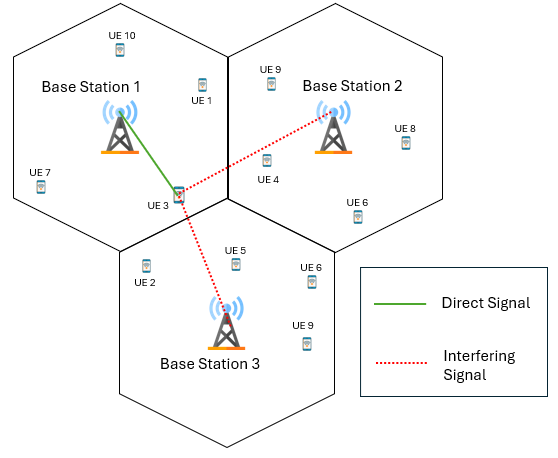 UE 10
Base Station 1
UE 1
UE 9
Base Station 2
UE 8
UE 7
UE 3
UE 4
UE 6
UE 5
UE 2
UE 6
UE 9
Base Station 3
Direct Signal
Interfering
Signal